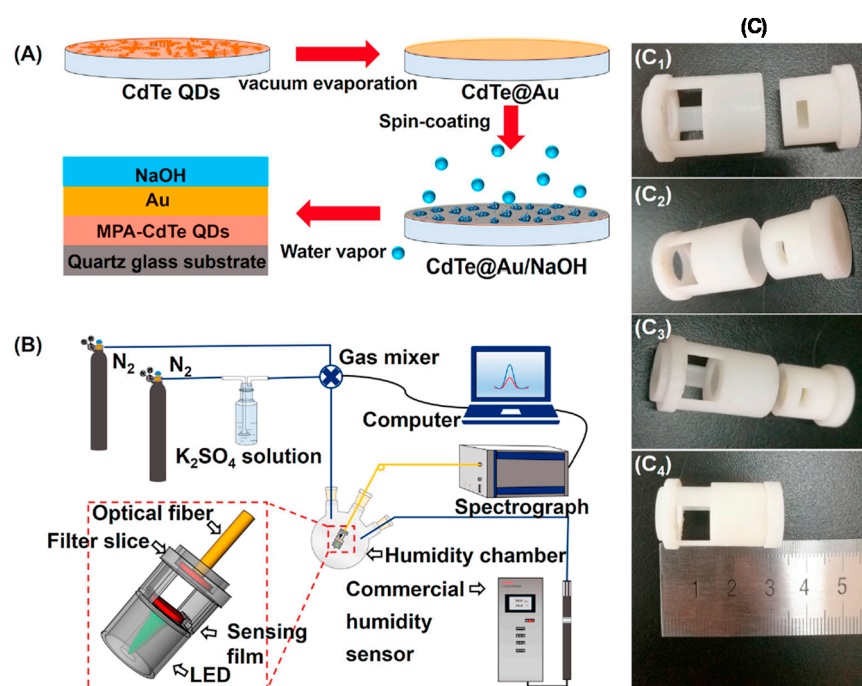 (A)
CdTe QDs
vacuum evaporation
CdTe@Au
Spin-coating
NaOH
Au
MPA-CdTe QDs
Quartz glass substrate
Water vapor
CdTe@Au/NaOH
(B)
N2
N2
Gas mixer
Computer
K2SO4 solution
Spectrograph
Optical fiber
Filter slice
Humidity chamber
Commercial
humidity
sensor
Sensing
film
LED
(C)
(C1)
(C2)
(C3)
(C4)
1 2 3 4 5